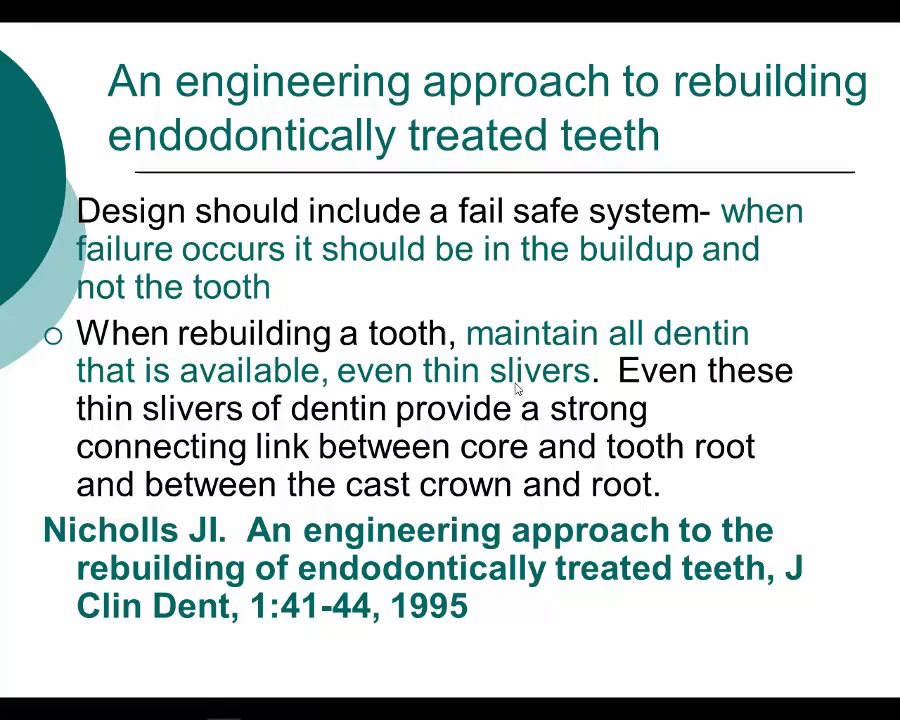 An engineering approach to rebuilding
endodontically treated teeth
Design should include a fail safe system- when
failure occurs it should be in the buildup and
not the tooth
When rebuilding a tooth, maintain all dentin
that is available, even thin slivers.  Even these
thin slivers of dentin provide a strong
connecting link between core and tooth root
and between the cast crown and root.
Nicholls JI.  An engineering approach to the
rebuilding of endodontically treated teeth, J
Clin Dent, 1:41-44, 1995